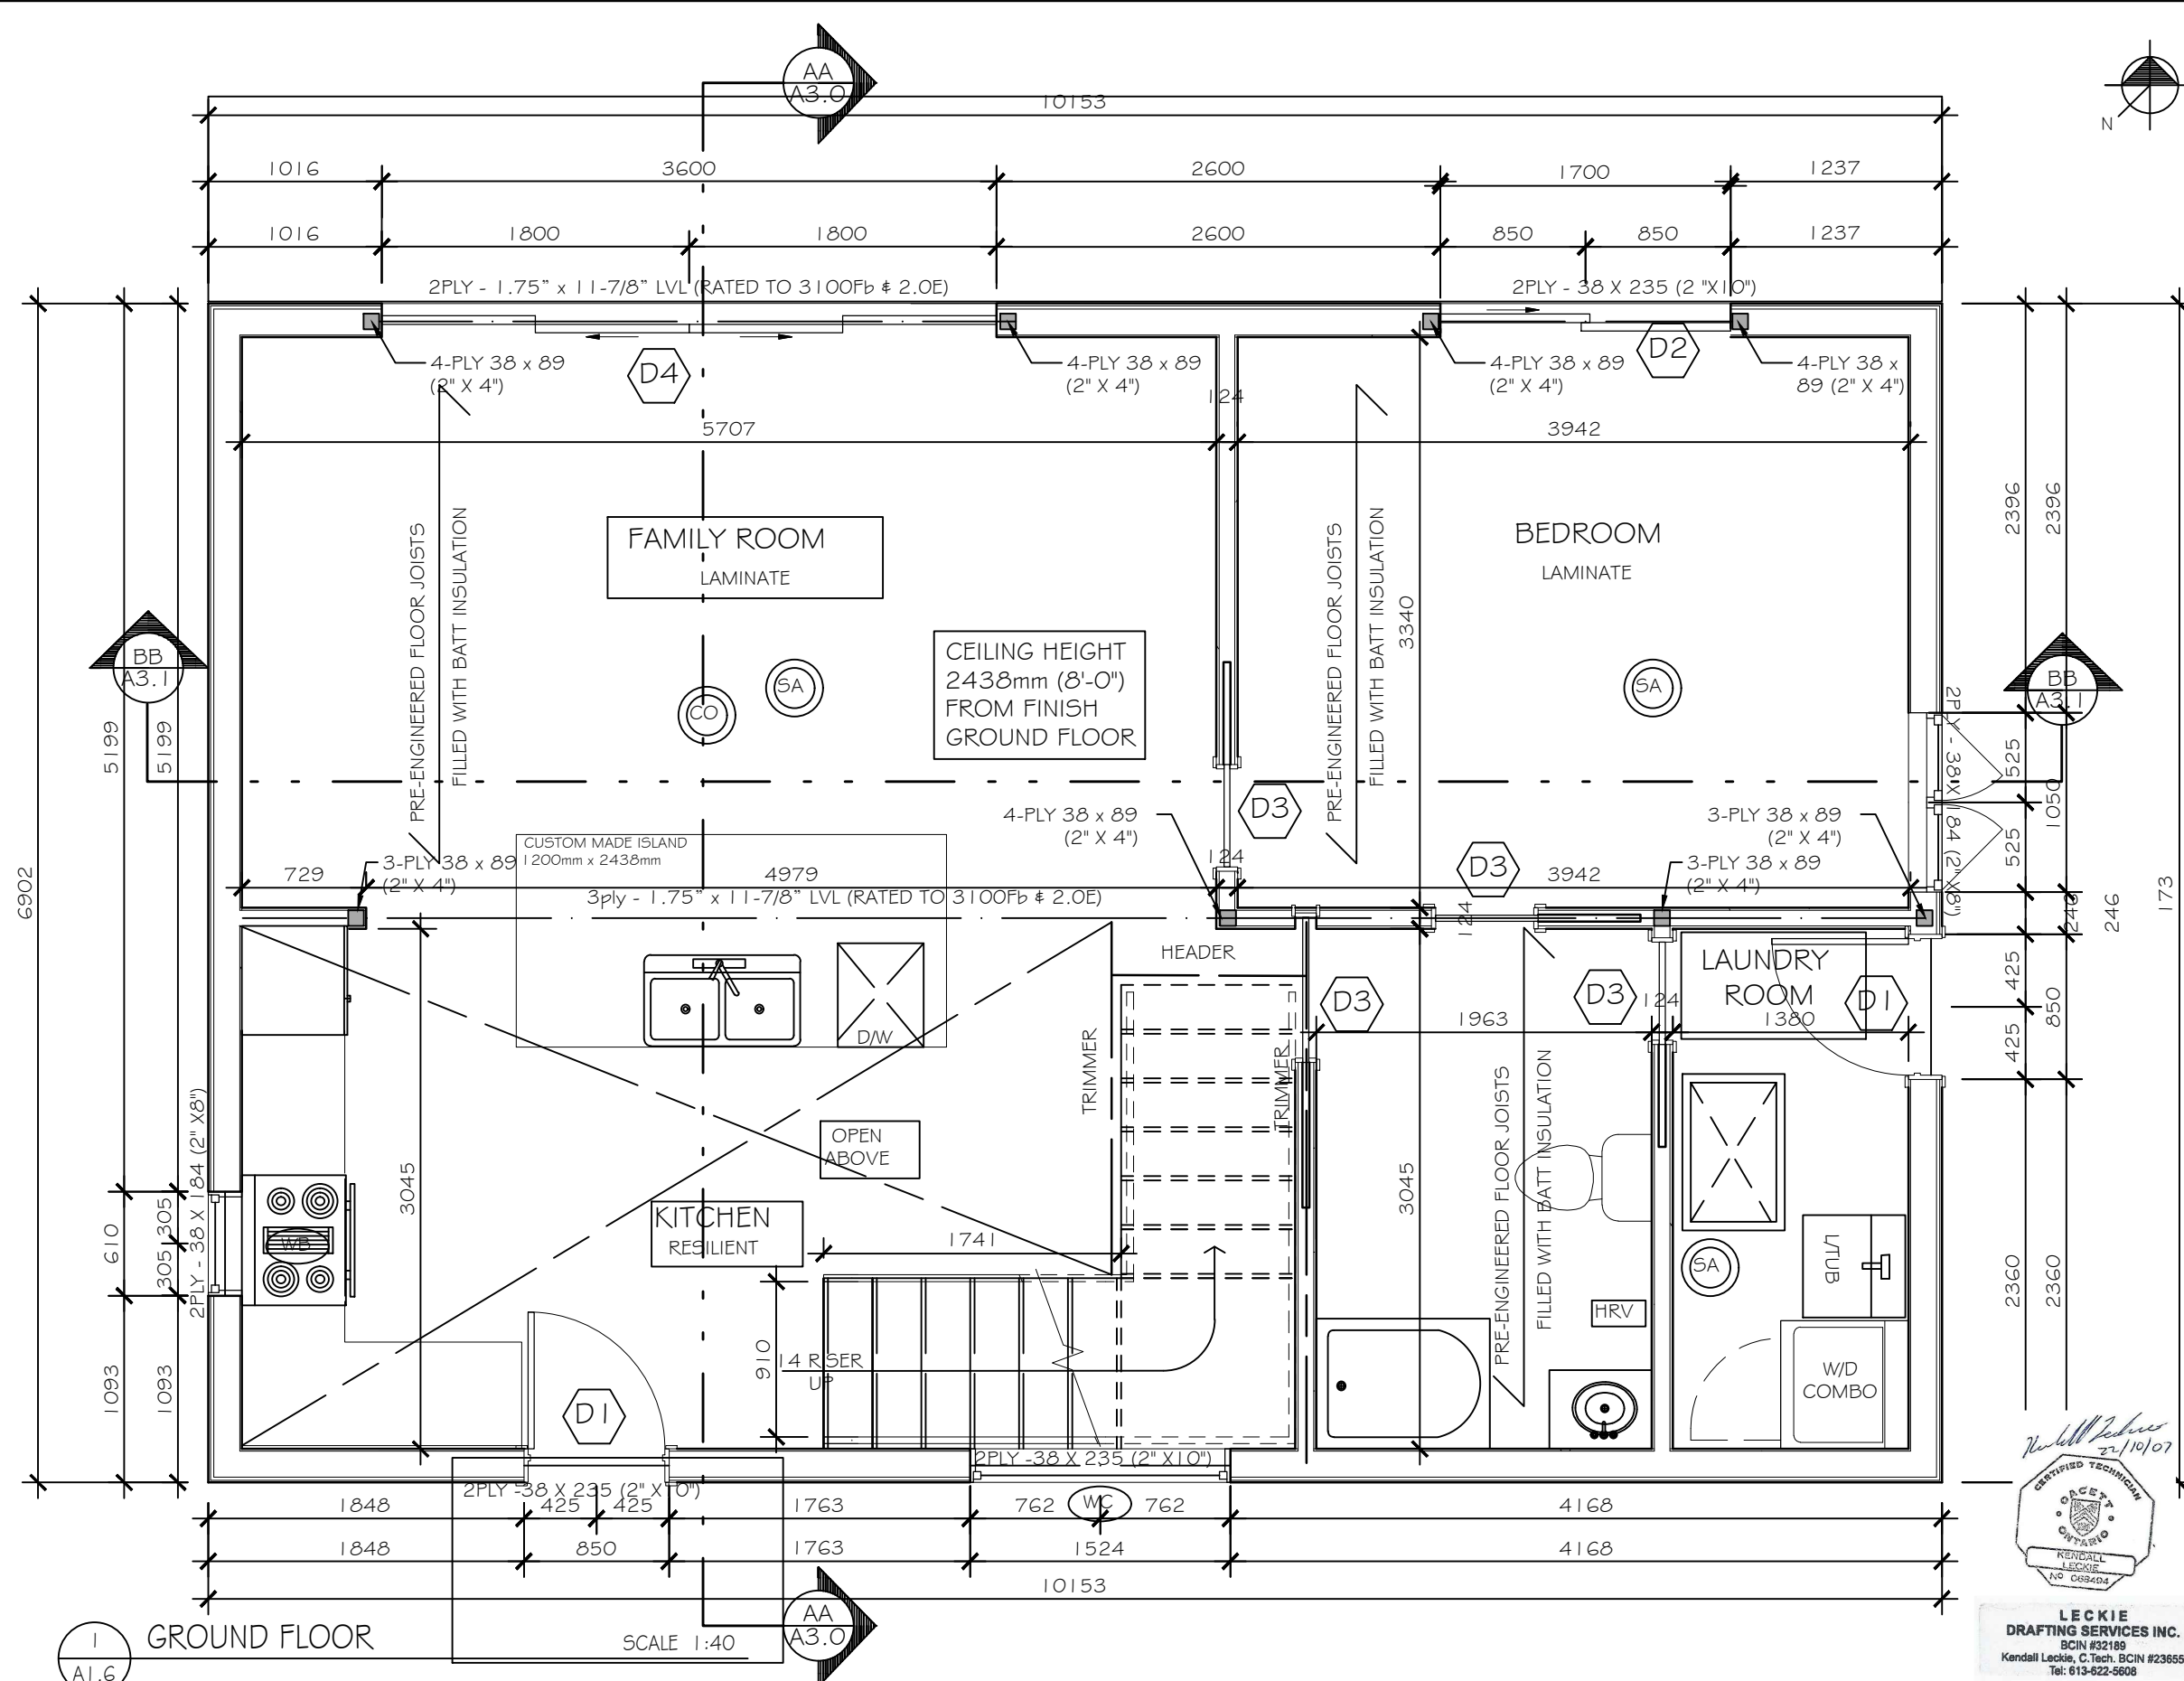 AA
A3.0
10153
N
1016
3600
2600
1700
1237
1016
1800
1800
2600
850
850
1237
2PLY - 1.75” x 11-7/8” LVL (RATED TO 3100Fb & 2.0E)
2PLY - 38 X 235 (2 "X10")
4-PLY 38 x 89
(2" X 4")
D4
4-PLY 38 x 89
(2" X 4")
4-PLY 38 x 89
(2" X 4")
D2
4-PLY 38 x
89 (2" X 4")
124
5707
3942
FAMILY ROOM
LAMINATE
BEDROOM
LAMINATE
PRE-ENGINEERED FLOOR JOISTS
FILLED WITH BATT INSULATION
PRE-ENGINEERED FLOOR JOISTS
FILLED WITH BATT INSULATION
3340
2396
2396
CEILING HEIGHT
2438mm (8'-0")
FROM FINISH
GROUND FLOOR
BB
A3.1
BB
A3.1
SA
CO
SA
5199
5199
6902
2PLY - 38X 184 (2" X8")
525
525
1050
246
246
173
D3
4-PLY 38 x 89
(2" X 4")
3-PLY 38 x 89
(2" X 4")
CUSTOM MADE ISLAND
1200mm x 2438mm
729
3-PLY 38 x 89
(2" X 4")
4979
124
D3
3942
3-PLY 38 x 89
(2" X 4")
3ply - 1.75" x 11-7/8" LVL (RATED TO 3100Fb & 2.0E)
124
HEADER
LAUNDRY
ROOM
D3
D3
124
D1
1963
1380
425
425
850
D/W
TRIMMER
TRIMMER
PRE-ENGINEERED FLOOR JOISTS
FILLED WITH BATT INSULATION
OPEN
ABOVE
3045
3045
2PLY - 38 X 184 (2" X8")
610
305
305
WB
KITCHEN
RESILIENT
1741
SA
L/TUB
HRV
2360
2360
1093
1093
910
14 RISER
UP
W/D
COMBO
D1
2PLY -38 X 235 (2" X10")
2PLY -38 X 235 (2" X10")
1848
425
425
1763
762
WC
762
4168
1848
850
1763
1524
4168
10153
22/10/07
CERTIFIED TECHNICIAN
OACETT
ONTARIO
KENDALL
LECKIE
1
A1.6
GROUND FLOOR
SCALE 1:40
AA
A3.0
LECKIE
DRAFTING SERVICES INC.
BCIN #32189
Kendall Leckie, C.Tech. BCIN #23655
Tel: 613-622-5608